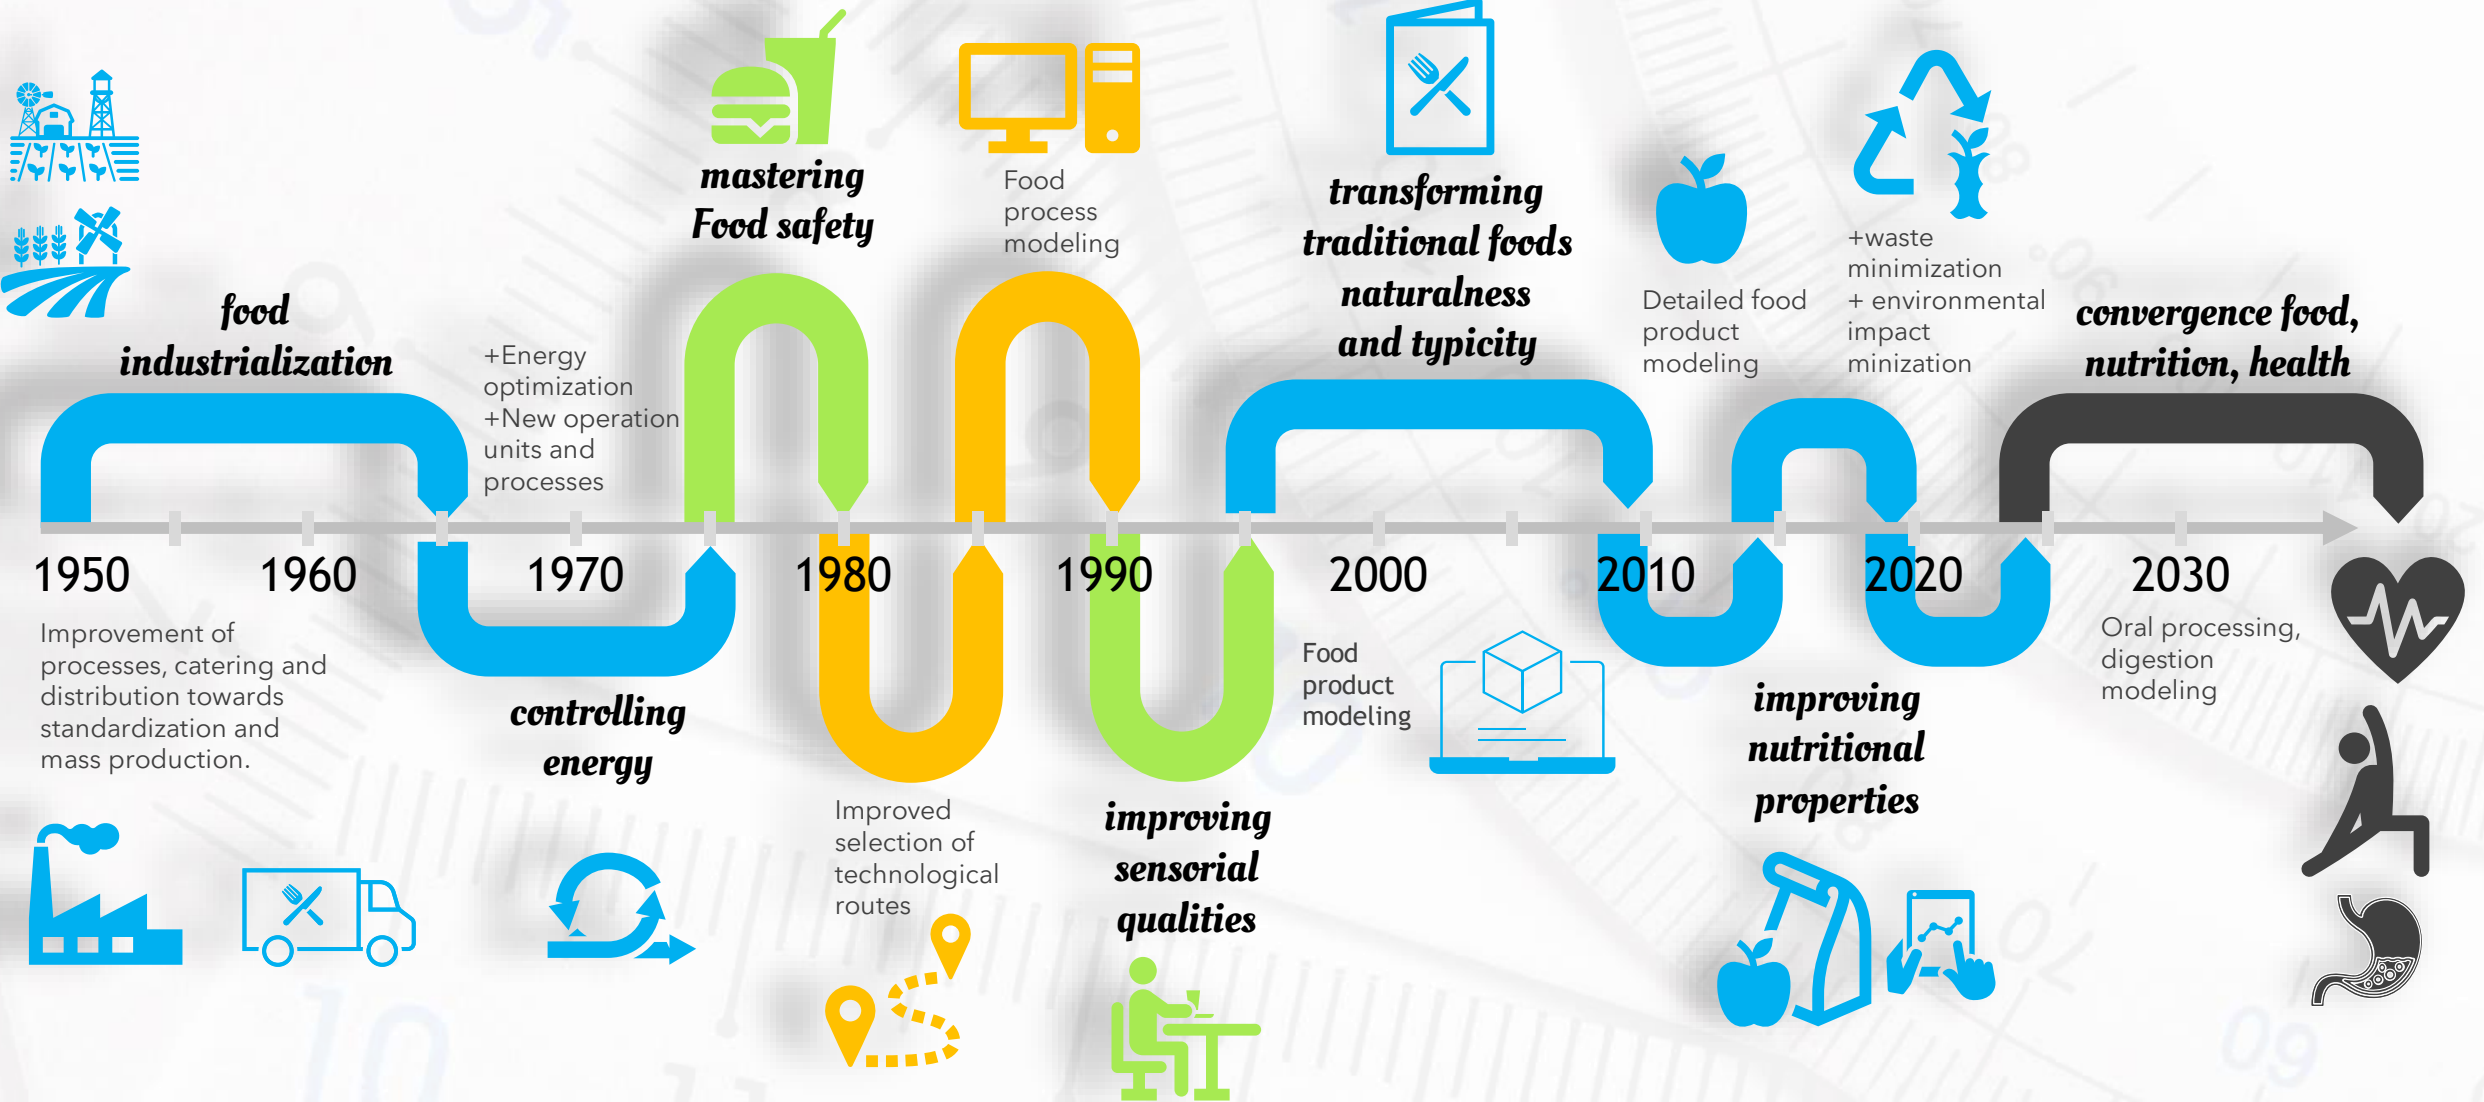 food
industrialization
+Energy
optimization
+New operation
units and
processes
mastering
Food safety
Food
process
modeling
transforming
traditional foods
naturalness
and typicity
Detailed food
product
modeling
+waste
minimization
+ environmental
impact
minization
convergence food,
nutrition, health
1950
1960
1970
1980
1990
2000
2010
2020
2030
Improvement of
processes, catering and
distribution towards
standardization and
mass production.
controlling
energy
Improved
selection of
technological
routes
improving
sensorial
qualities
Food
product
modeling
improving
nutritional
properties
Oral processing,
digestion
modeling